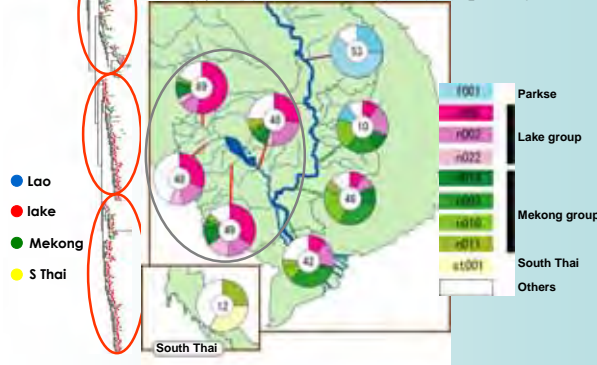 Lao
lake
Mekong
S Thai
53
69
40
10
48
46
49
42
12
South Thai
f001
n002
n022
n003
n010
n011
st001
Parkse
Lake group
Mekong group
South Thai
Others